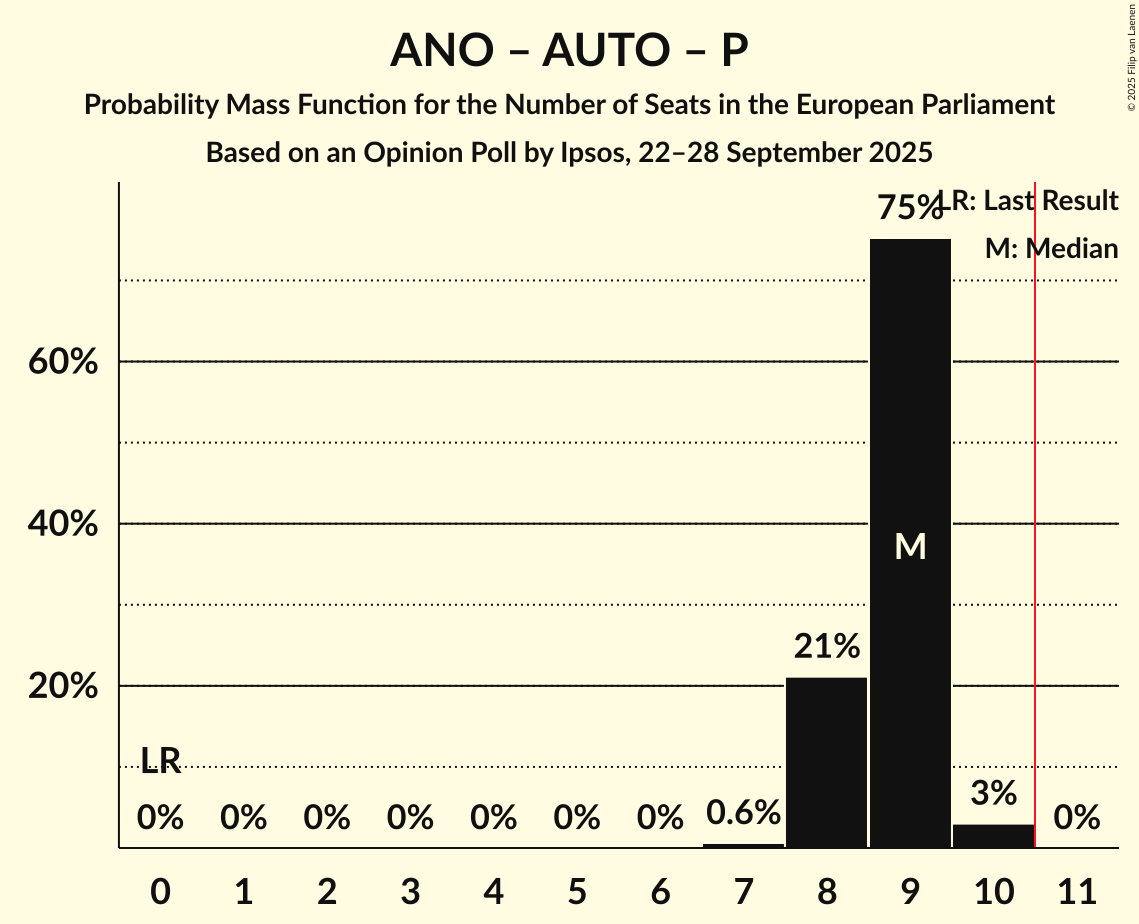 ANO – AUTO – P
Probability Mass Function for the Number of Seats in the European Parliament
Based on an Opinion Poll by Ipsos, 22–28 September 2025
© 2025 Filip van Laenen
LR: Last Result
M: Median
60%
40%
20%
LR
0%
0%
0%
0%
0%
0%
0%
0.6%
21%
75%
M
3%
0%
0 1 2 3 4 5 6 7 8 9 10 11